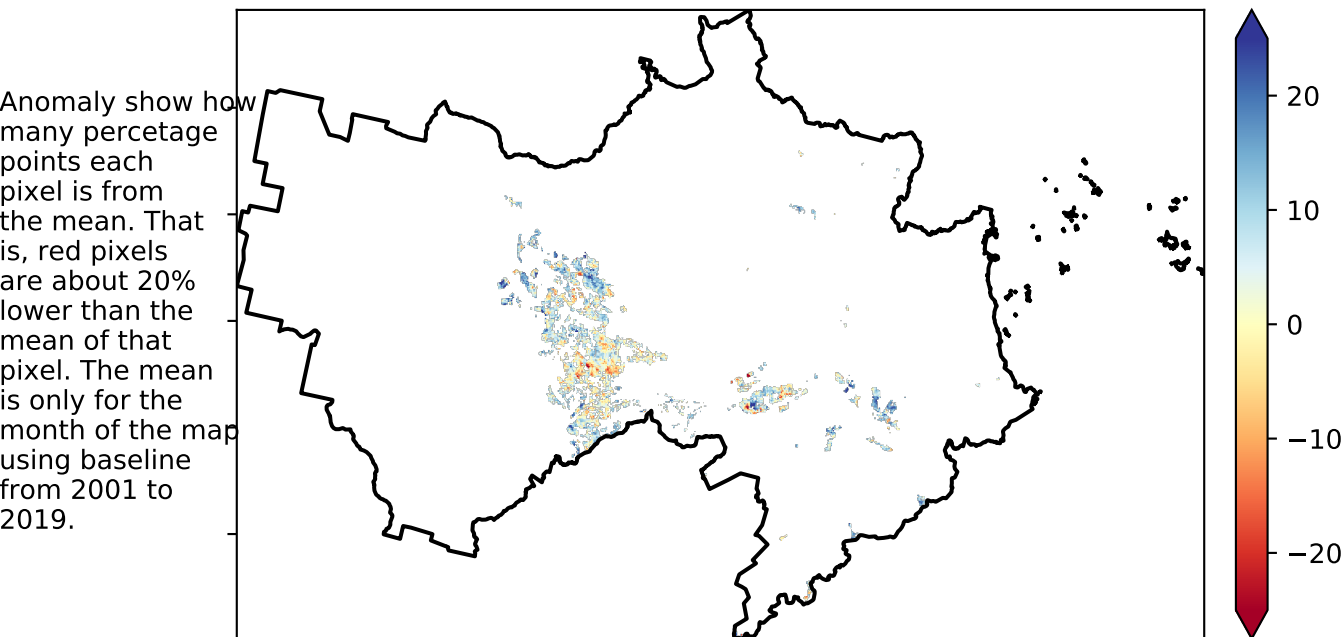 Anomaly show how
many percetage
points each
pixel is from
the mean. That
is, red pixels
are about 20%
lower than the
mean of that
pixel. The mean
is only for the
month of the map
using baseline
from 2001 to
2019.
20
10
0
−10
−20